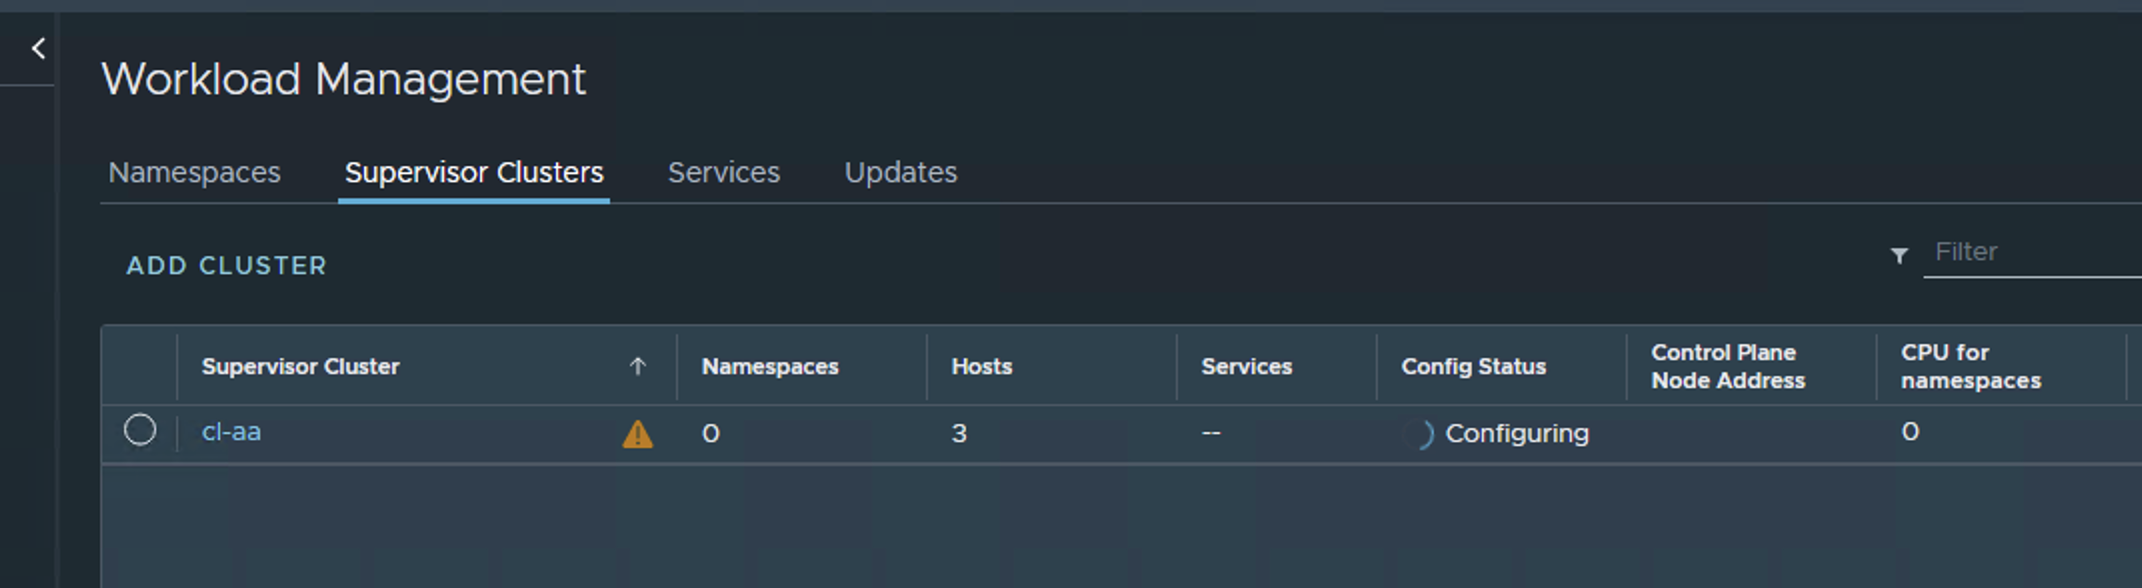 Workload Management
Namespaces Supervisor Clusters Services Updates
ADD CLUSTER Filter
Supervisor Cluster Namespaces Hosts Services Config Status Control Plane Node Address CPU for namespaces
cl-aa 0 3 -- Configuring 0